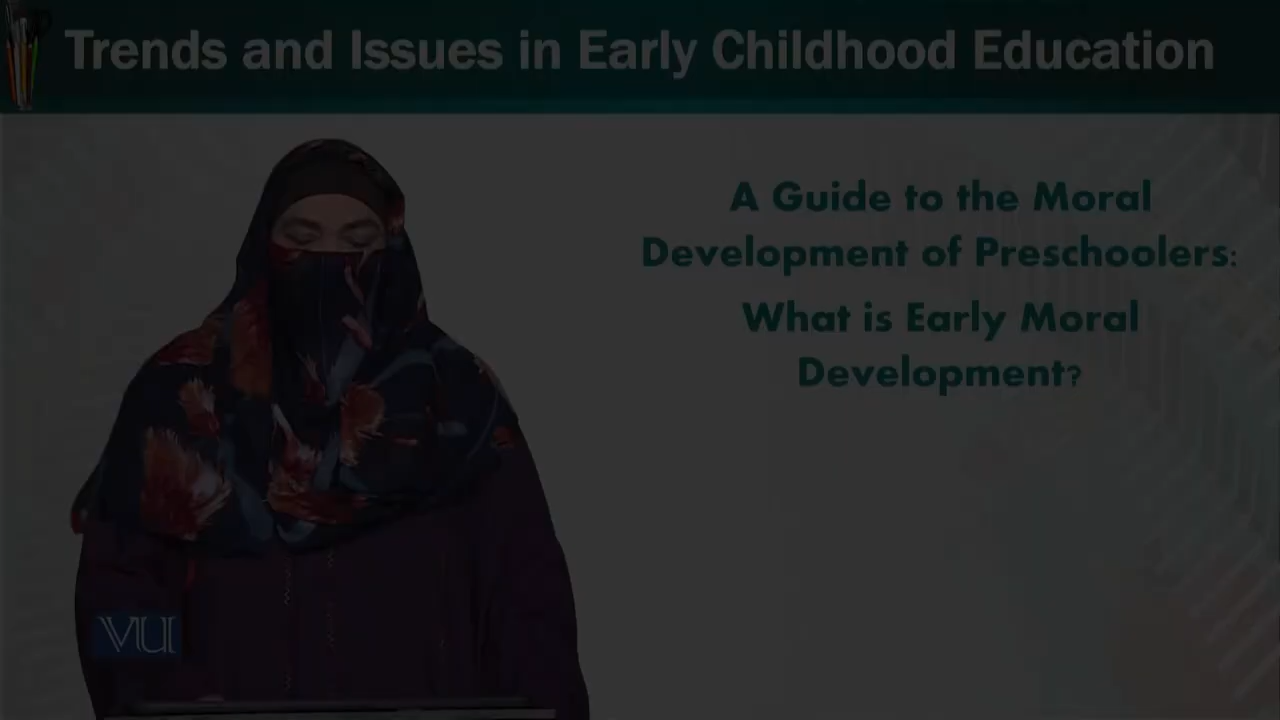 Trends and Issues in Early Childhood Education
A Guide to the Moral
Development of Preschoolers:
What is Early Moral
Development?
VU